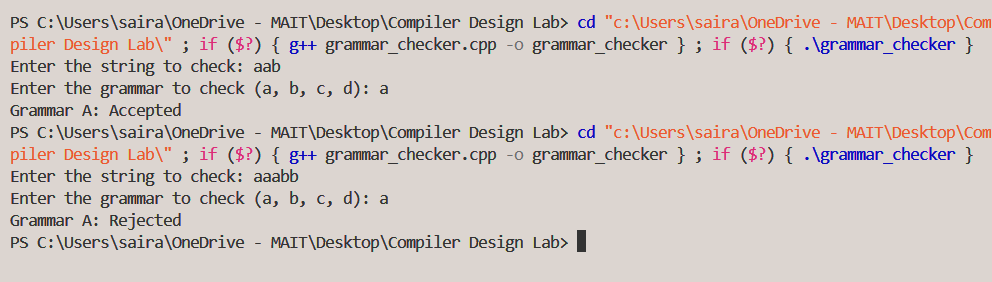 PS C:\Users\saira\OneDrive - MAIT\Desktop\Compiler Design Lab> cd "c:\Users\saira\OneDrive - MAIT\Desktop\Com
piler Design Lab\" ; if ($?) { g++ grammar_checker.cpp -o grammar_checker } ; if ($?) { .\grammar_checker }
Enter the string to check: aab
Enter the grammar to check (a, b, c, d): a
Grammar A: Accepted
PS C:\Users\saira\OneDrive - MAIT\Desktop\Compiler Design Lab> cd "c:\Users\saira\OneDrive - MAIT\Desktop\Com
piler Design Lab\" ; if ($?) { g++ grammar_checker.cpp -o grammar_checker } ; if ($?) { .\grammar_checker }
Enter the string to check: aaabb
Enter the grammar to check (a, b, c, d): a
Grammar A: Rejected
PS C:\Users\saira\OneDrive - MAIT\Desktop\Compiler Design Lab>